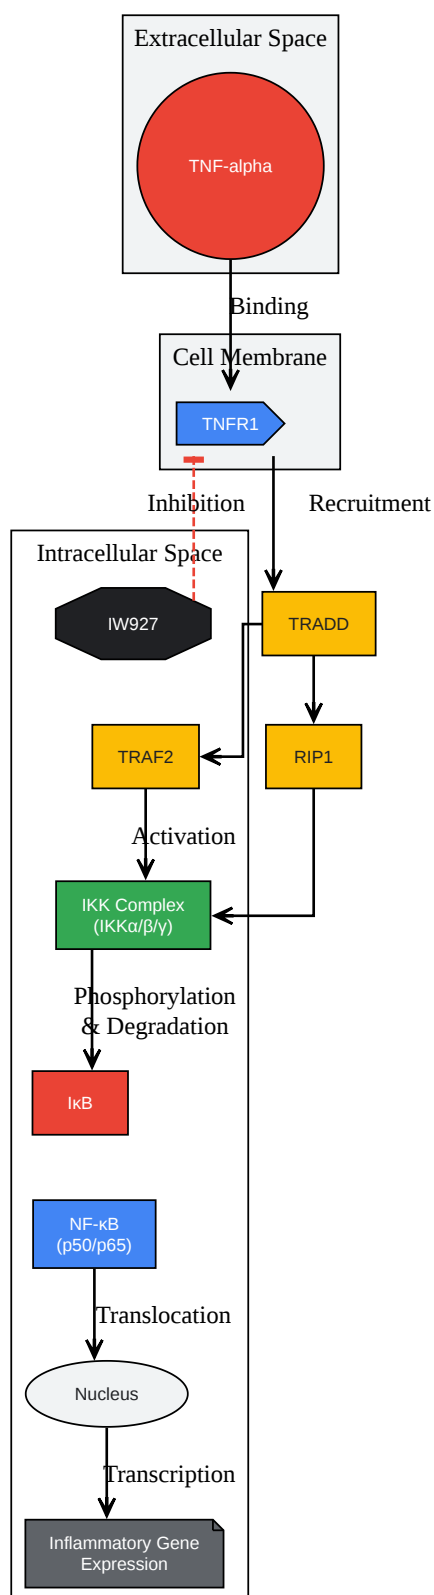 Extracellular Space
TNF-alpha
Binding
Cell Membrane
TNFR1
Inhibition
Recruitment
Intracellular Space
IW927
TRADD
TRAF2
RIP1
Activation
IKK Complex
(IKKα/β/γ)
Phosphorylation
& Degradation
IκB
NF-κB
(p50/p65)
Translocation
Nucleus
Transcription
Inflammatory Gene
Expression